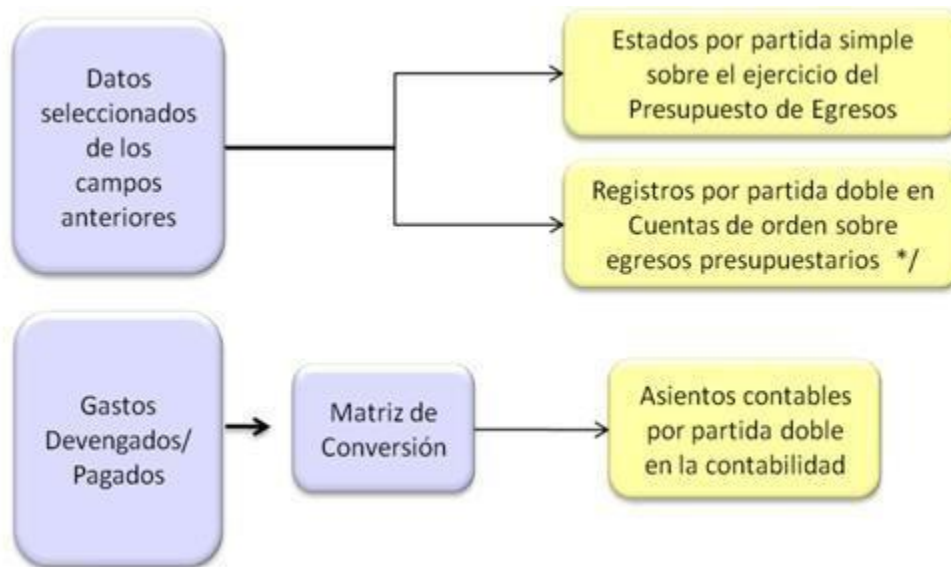 Datos
seleccionados
de los
campos
anteriores
Estados por partida simple
sobre el ejercicio del
Presupuesto de Egresos
Registros por partida doble en
Cuentas de orden sobre
egresos presupuestarios */
Gastos
Devengados/
Pagados
Matriz de
Conversión
Asientos contables
por partida doble
en la contabilidad